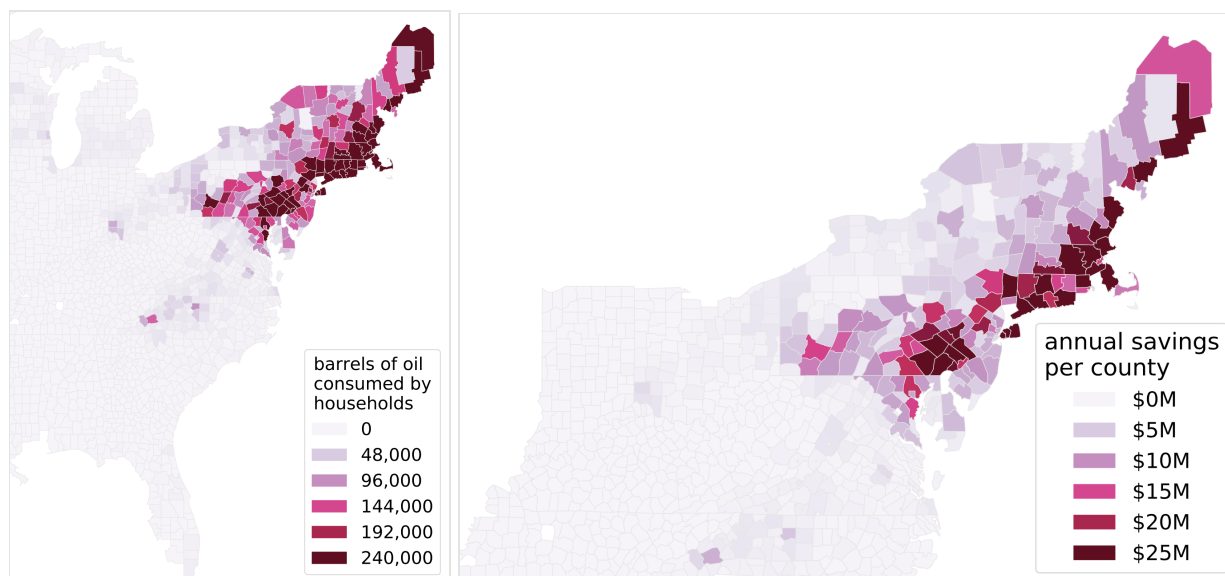 barrels of oil
consumed by
households
0
48,000
96,000
144,000
192,000
240,000
annual savings
per county
$0M
$5M
$10M
$15M
$20M
$25M